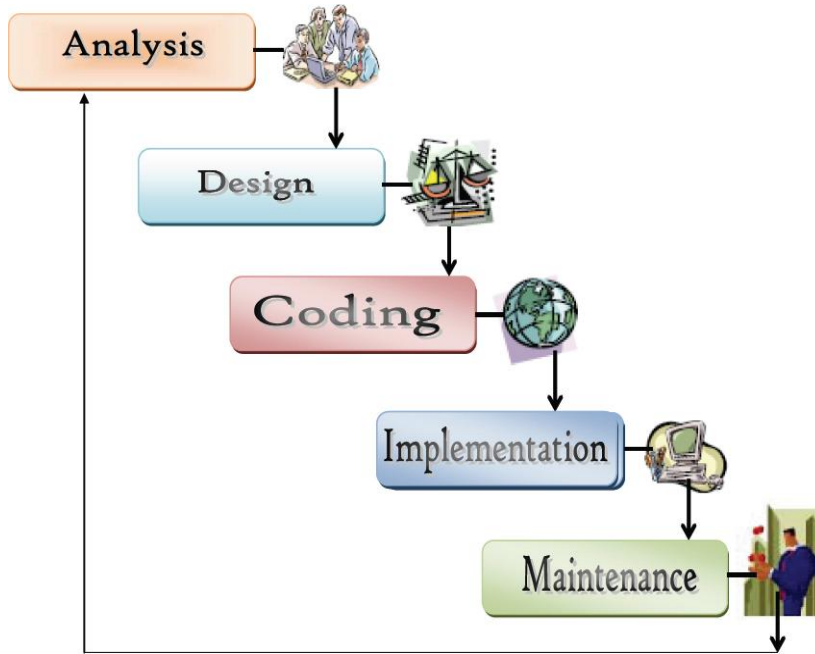 Analysis
Design
Coding
Implementation
Maintenance